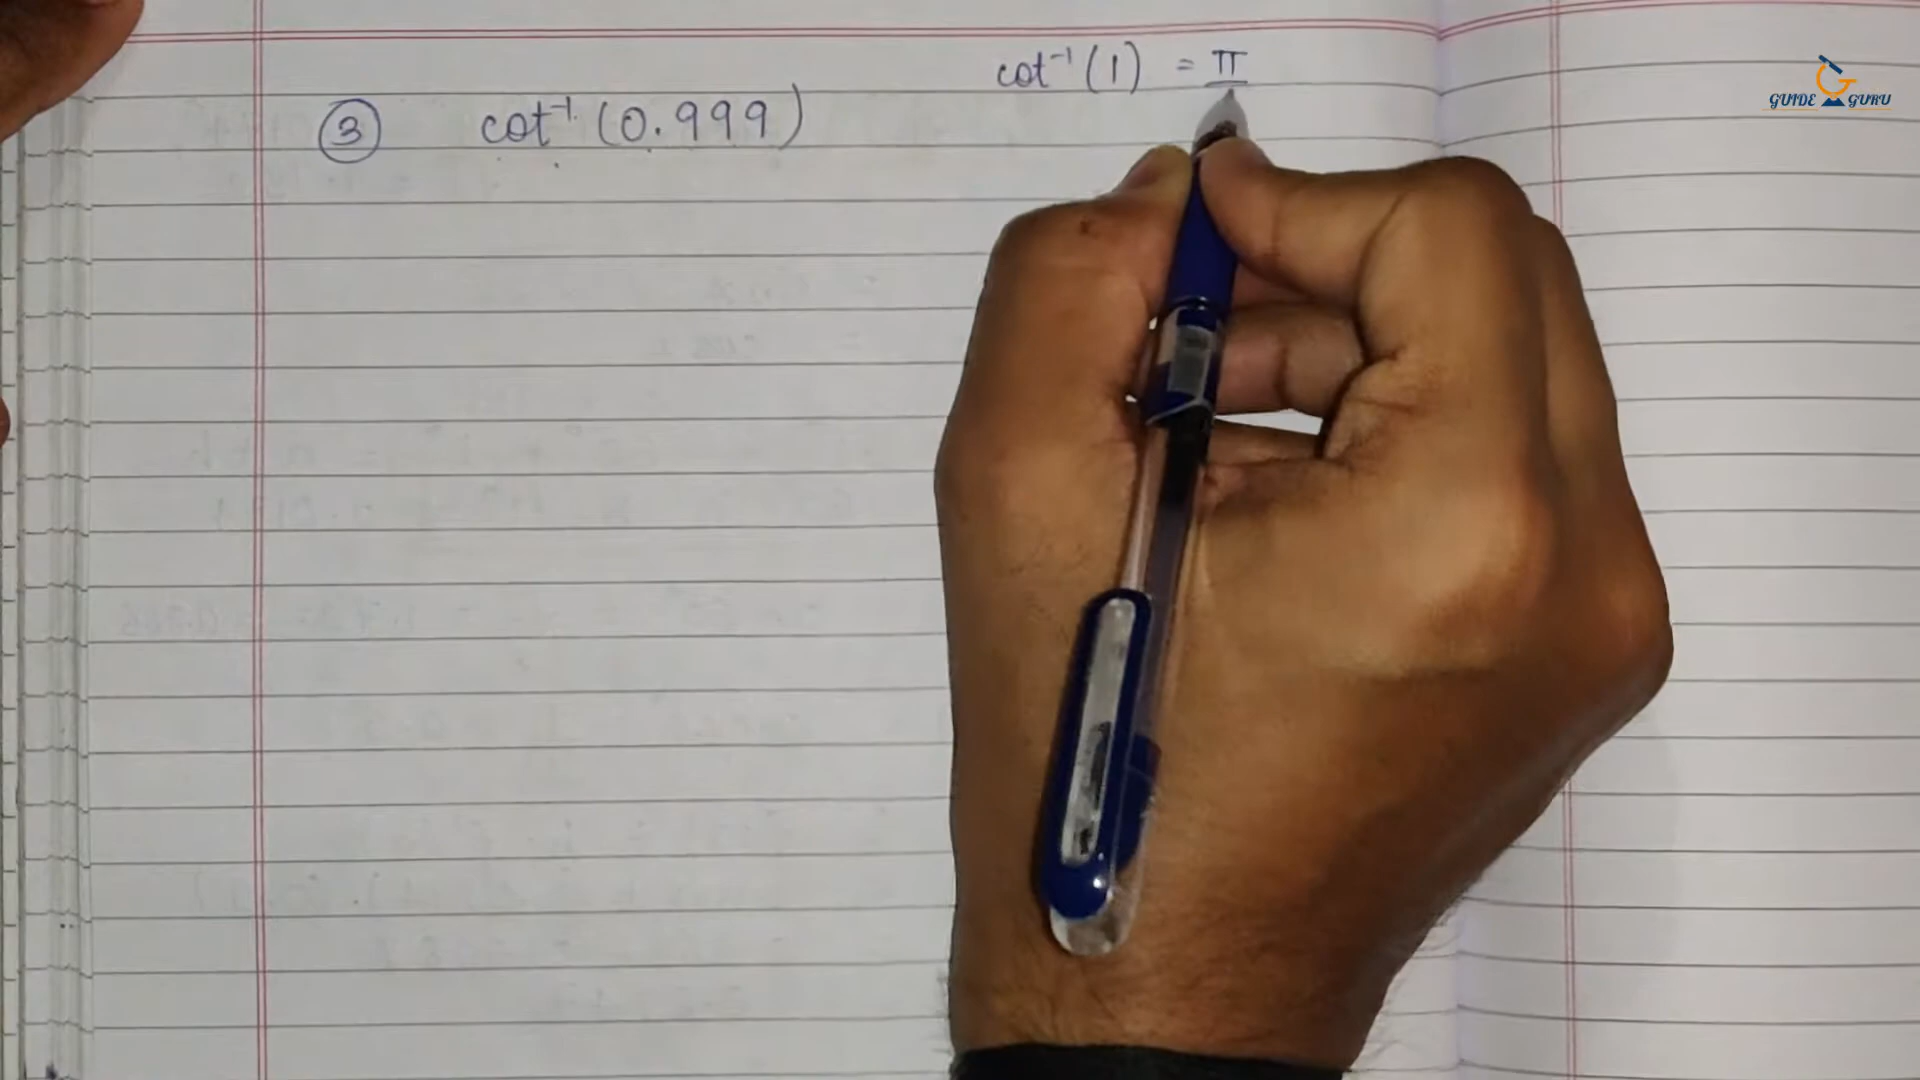 cot⁻¹ (1) = π
③ cot⁻¹ (0.999)
GUIDE GURU